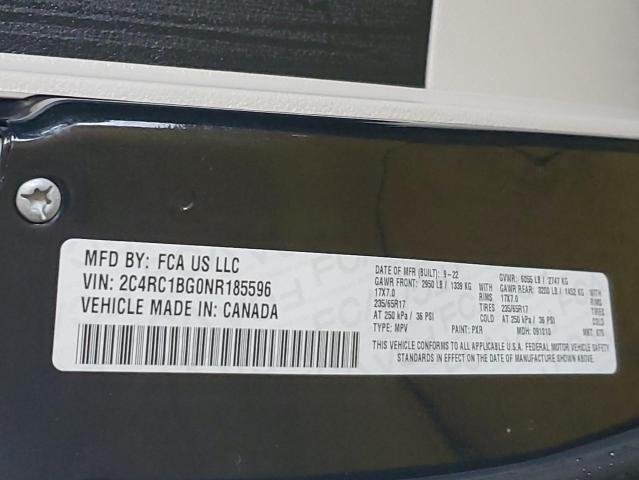 MFD BY: FCA US LLC
VIN: 2C4RC1BG0NR185596
VEHICLE MADE IN: CANADA
DATE OF MFR (BUILT): 9-22 GVWR: 6055 LB / 2747 KG
GAWR FRONT: 2950 LB / 1339 KG WITH GAWR REAR: 3200 LB / 1452 KG WITH
17X7.0 RIMS 17X7.0 RIMS
235/65R17 TIRES 235/65R17 TIRES
AT 250 kPa / 36 PSI COLD AT 250 kPa / 36 PSI COLD
TYPE: MPV PAINT: PXR MDH: 091010 MKT:
THIS VEHICLE CONFORMS TO ALL APPLICABLE U.S.A. FEDERAL MOTOR VEHICLE SAFETY
STANDARDS IN EFFECT ON THE DATE OF MANUFACTURE SHOWN ABOVE.